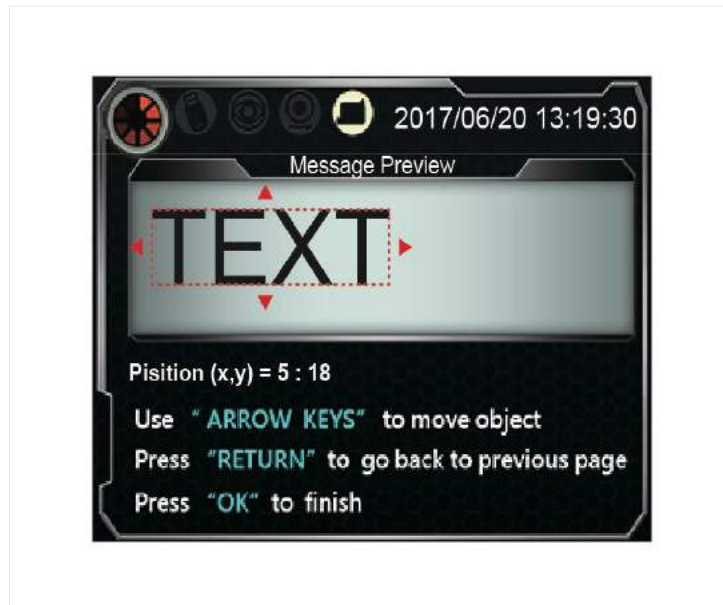 2017/06/20 13:19:30
Message Preview
TEXT
Pisition (x,y) = 5 : 18
Use “ARROW KEYS” to move object
Press “RETURN” to go back to previous page
Press “OK” to finish